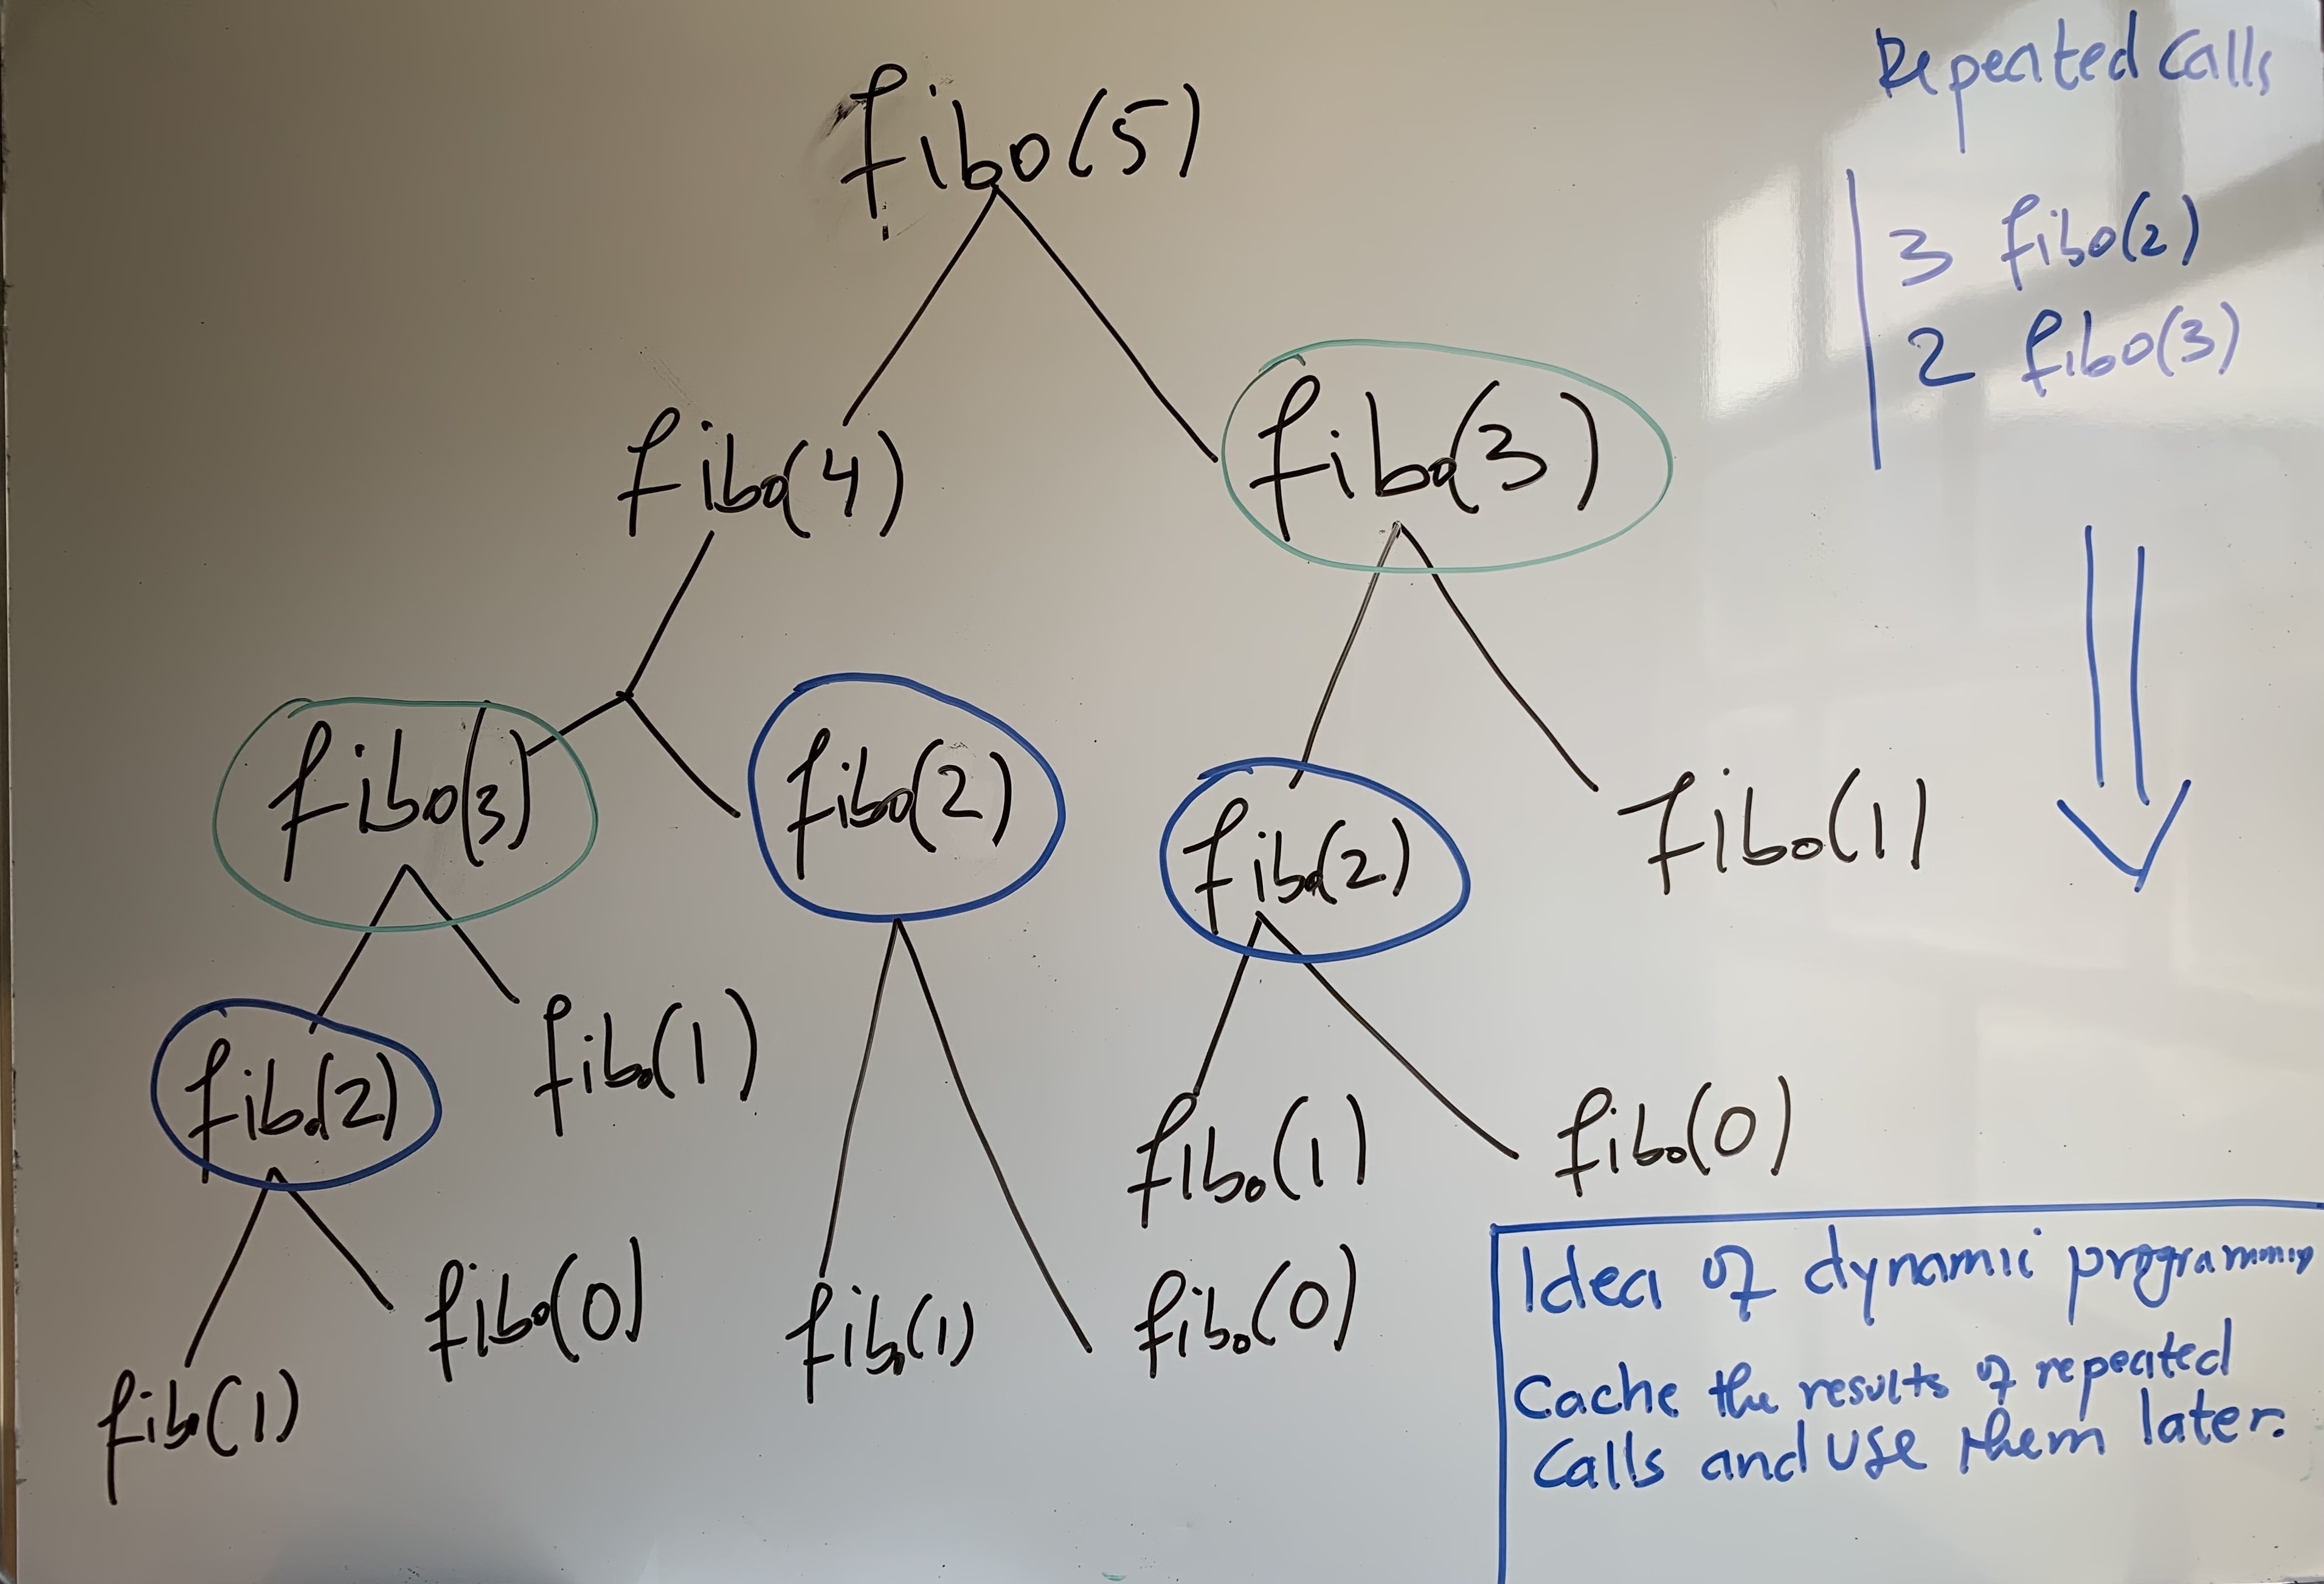 fibo(5)
Repeated Calls
3 fibo(2)
2 fibo(3)
fibo(4)
fibo(3)
fibo(3)
fibo(2)
fibo(2)
fibo(1)
fibo(2)
fibo(1)
fibo(1)
fibo(0)
fibo(1)
fibo(0)
fibo(1)
fibo(0)
Idea of dynamic programming
Cache the results of repeated
Calls and use them later.